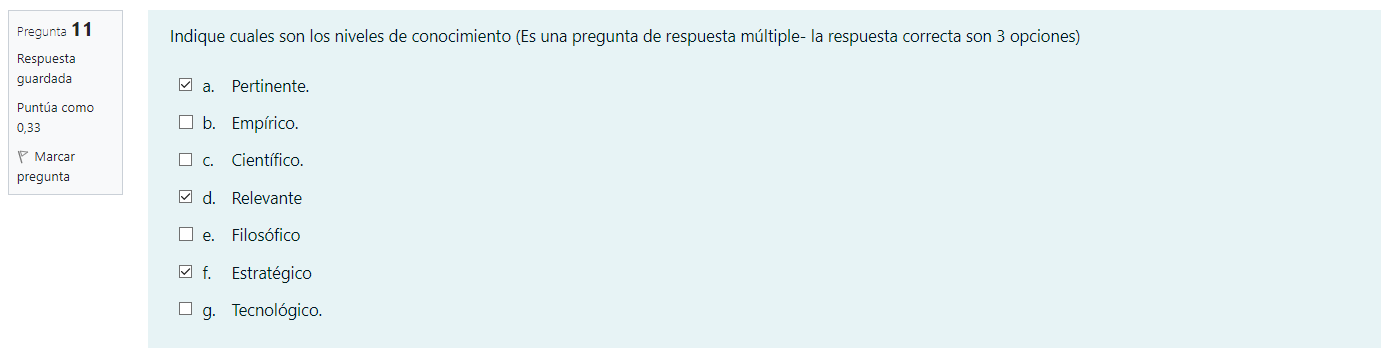 Pregunta 11
Respuesta
guardada
Puntúa como
0,33
Marcar
pregunta
Indique cuales son los niveles de conocimiento (Es una pregunta de respuesta múltiple- la respuesta correcta son 3 opciones)
a. Pertinente.
b. Empírico.
c. Científico.
d. Relevante
e. Filosófico
f. Estratégico
g. Tecnológico.